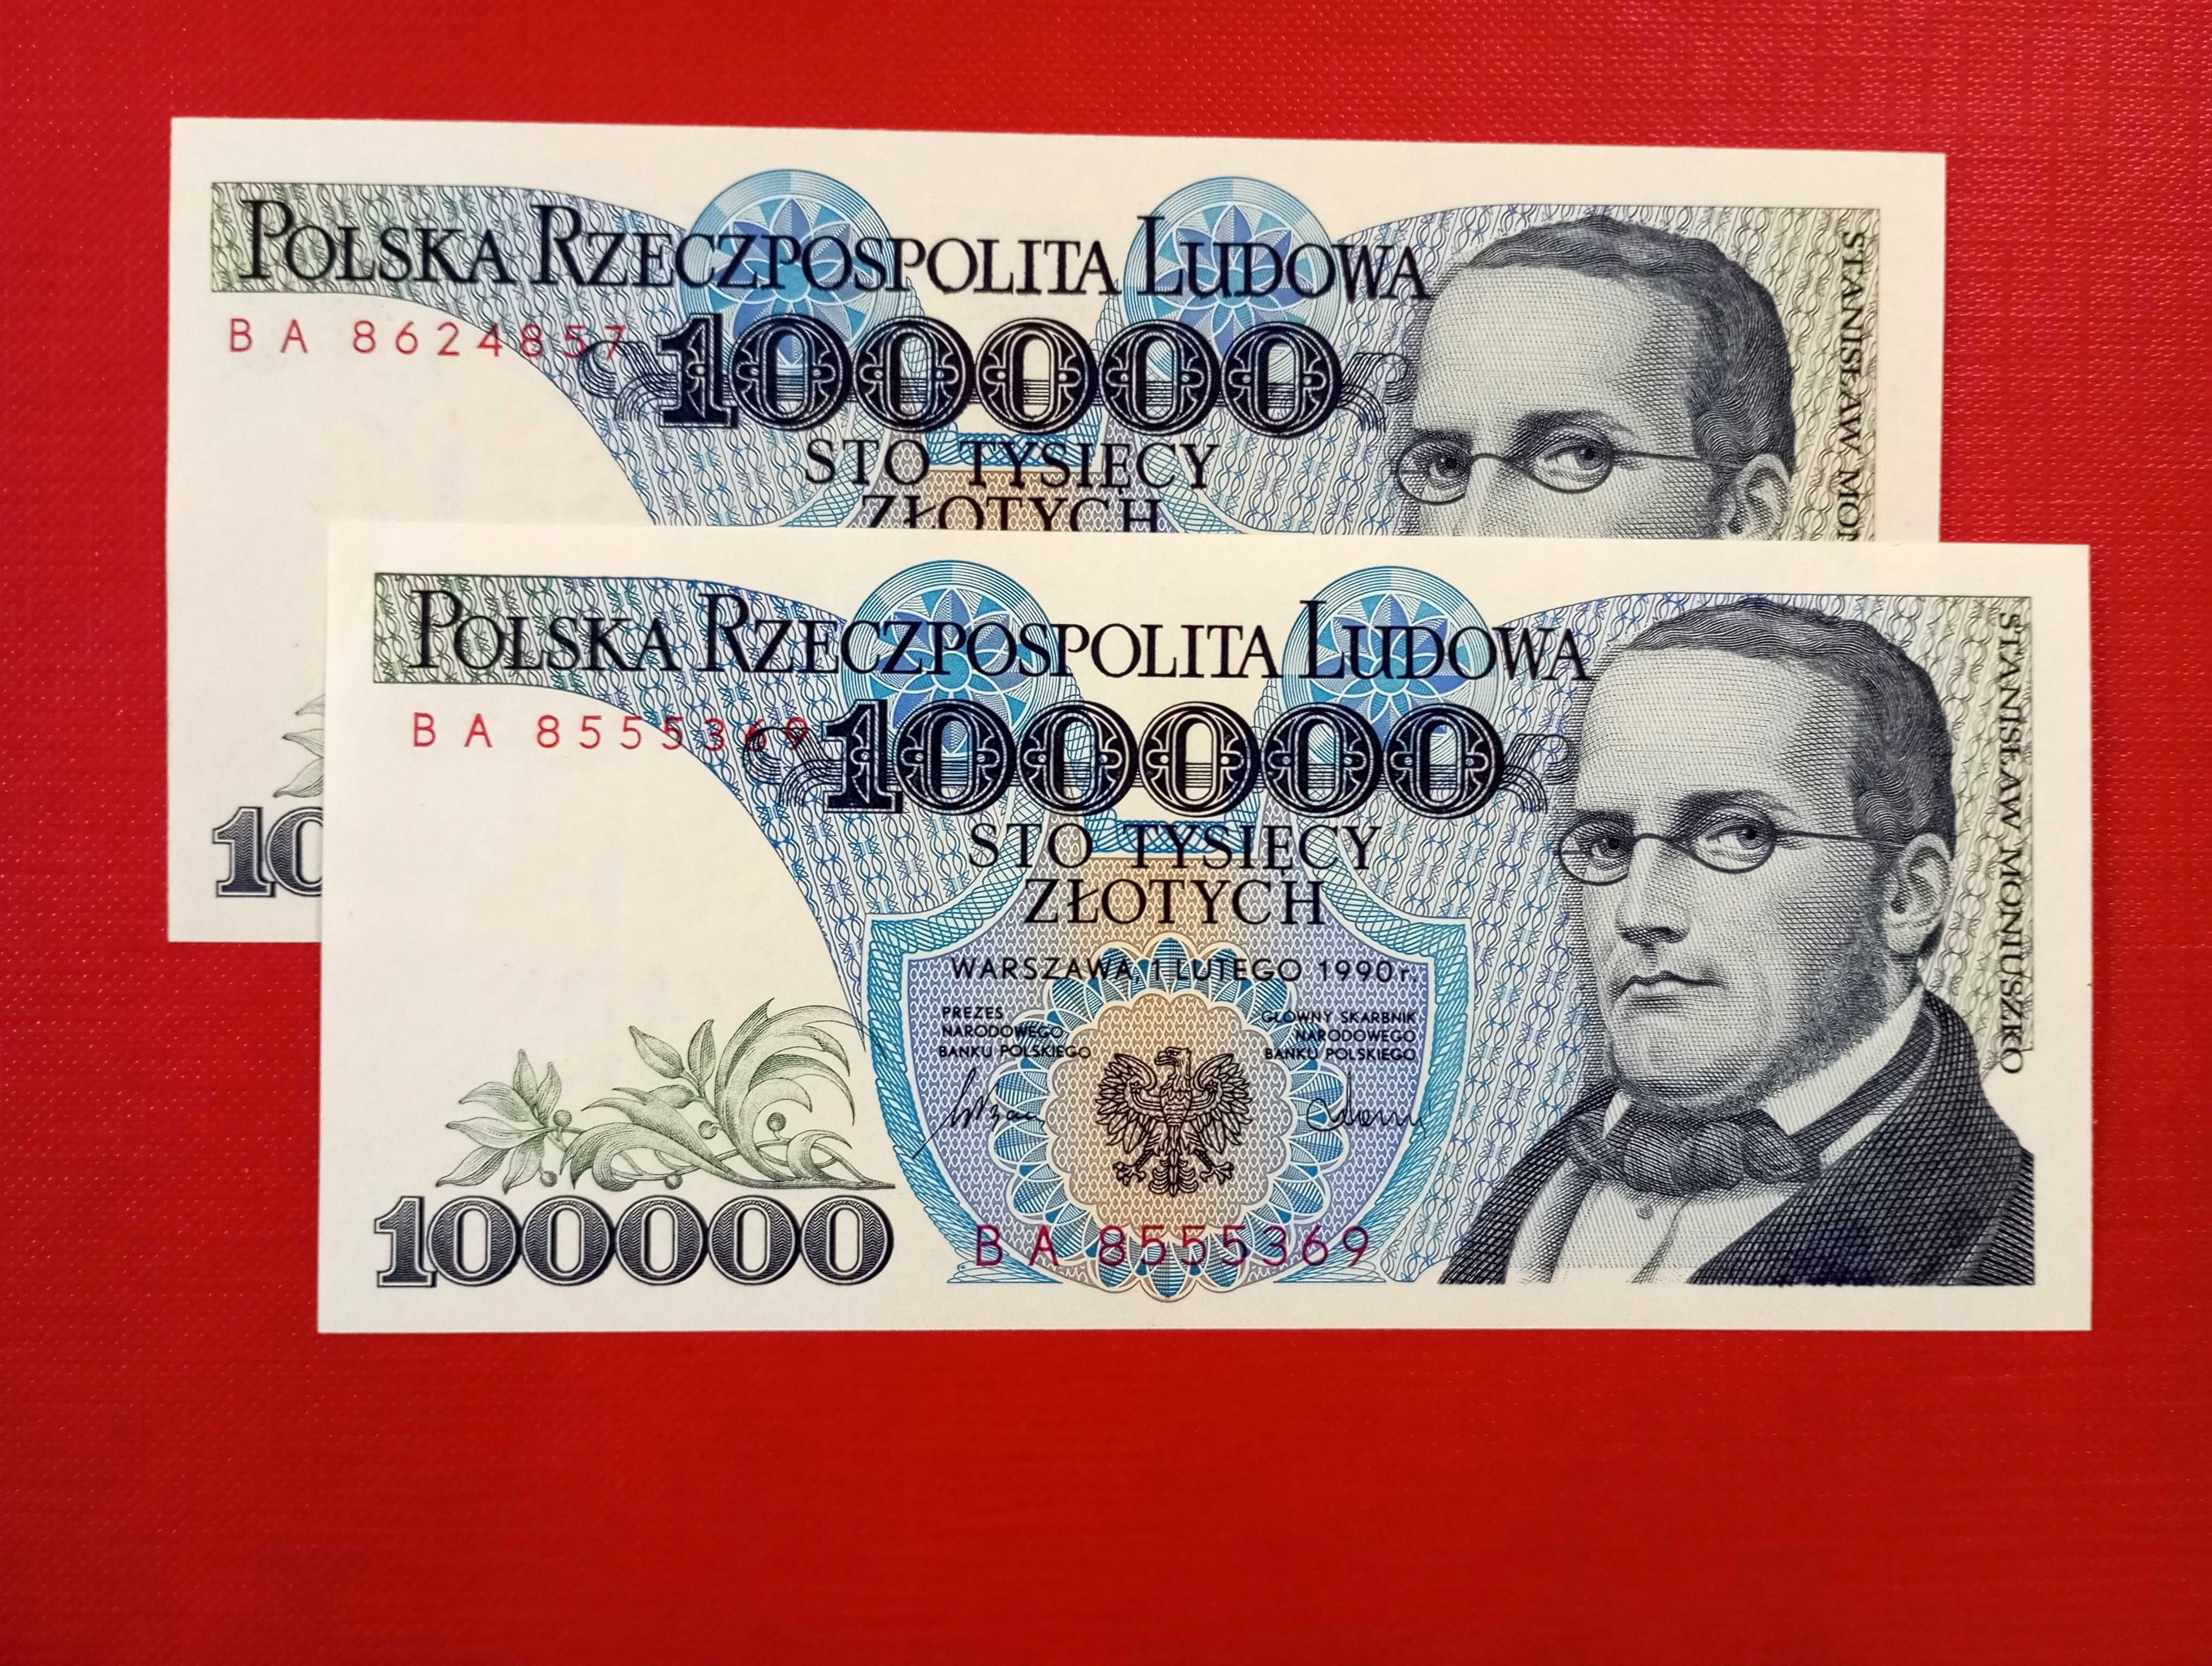 POLSKA RZECZPOSPOLITA LUDOWA
BA 8624857
100000
STO TYSIĘCY
ZŁOTYCH
STANISŁAW
POLSKA RZECZPOSPOLITA LUDOWA
BA 8555369
100000
STO TYSIĘCY
ZŁOTYCH
WARSZAWA, 1 LUTEGO 1990 r.
PREZES
NARODOWEGO
BANKU POLSKIEGO
GŁÓWNY SKARBNIK
NARODOWEGO
BANKU POLSKIEGO
100000
BA 8555369
STANISŁAW MONIUSZKO